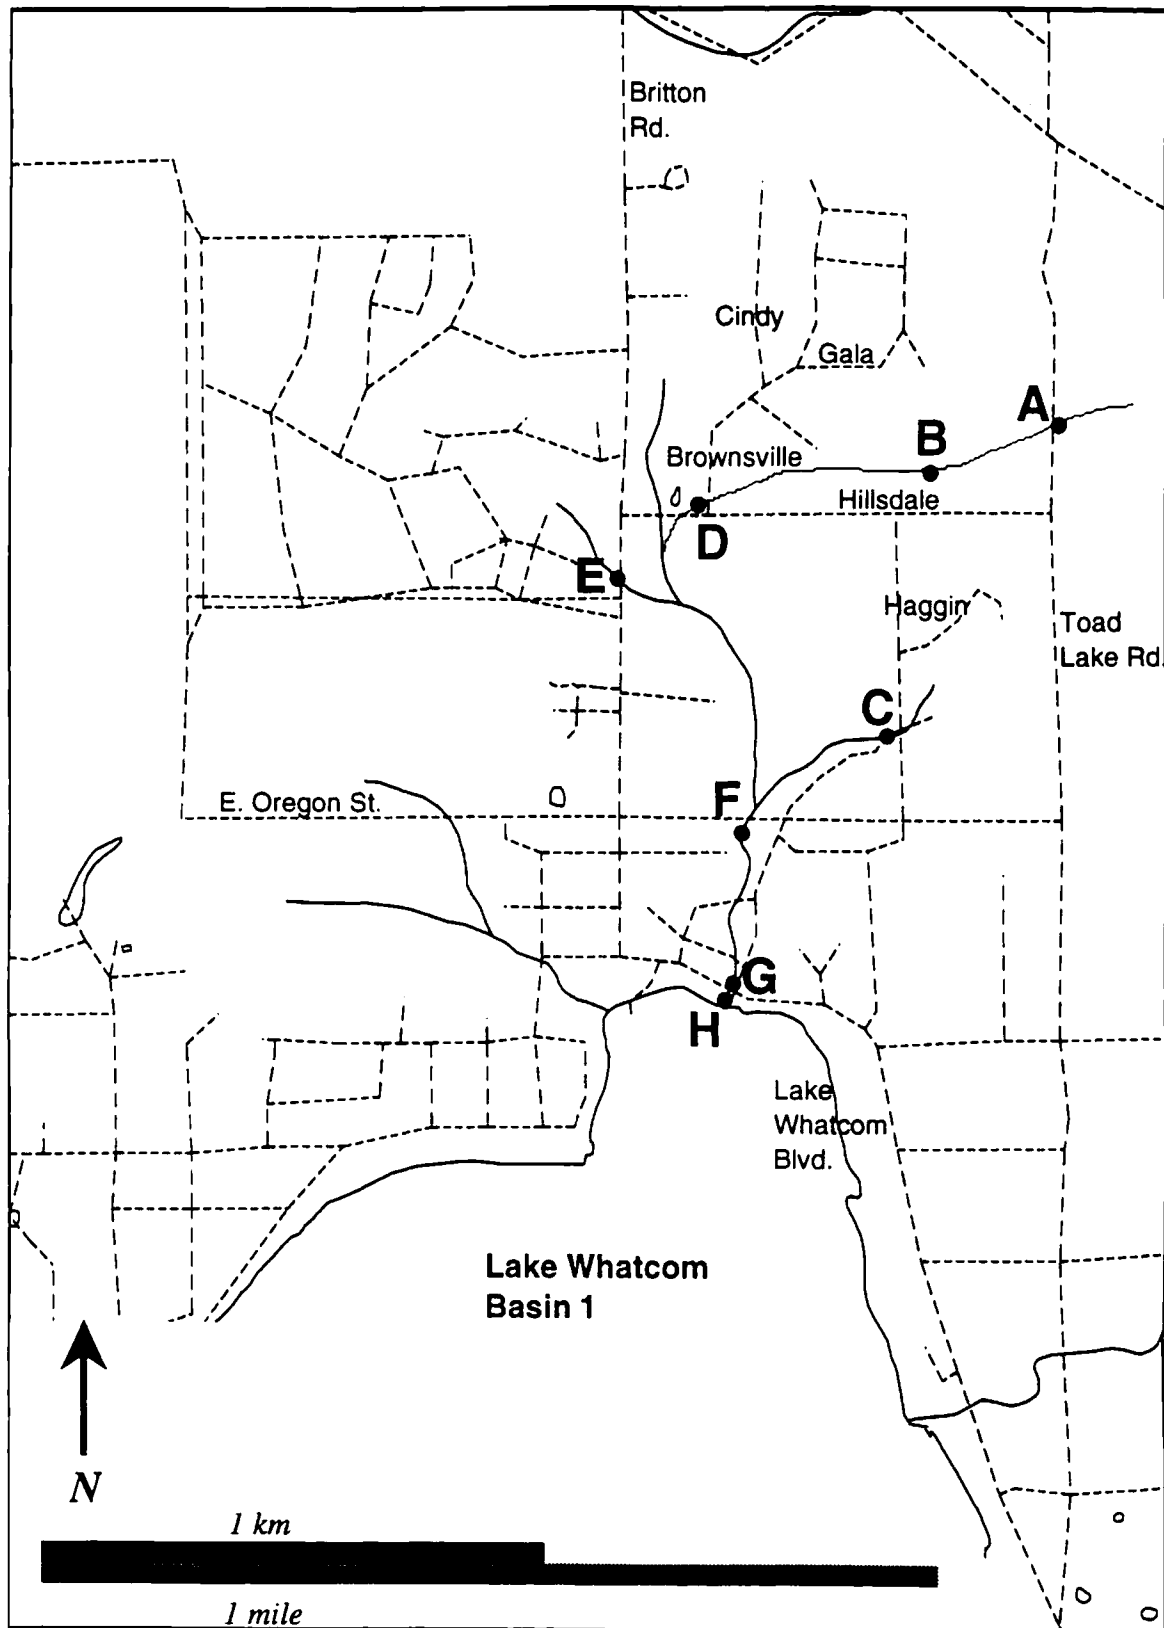 Britton
Rd.
Cindy
Gala
A
B
Brownsville
Hillsdale
D
E
Haggin
Toad
Lake Rd.
C
E. Oregon St.
F
G
H
Lake
Whatcom
Blvd.
Lake Whatcom
Basin 1
N
1 km
1 mile